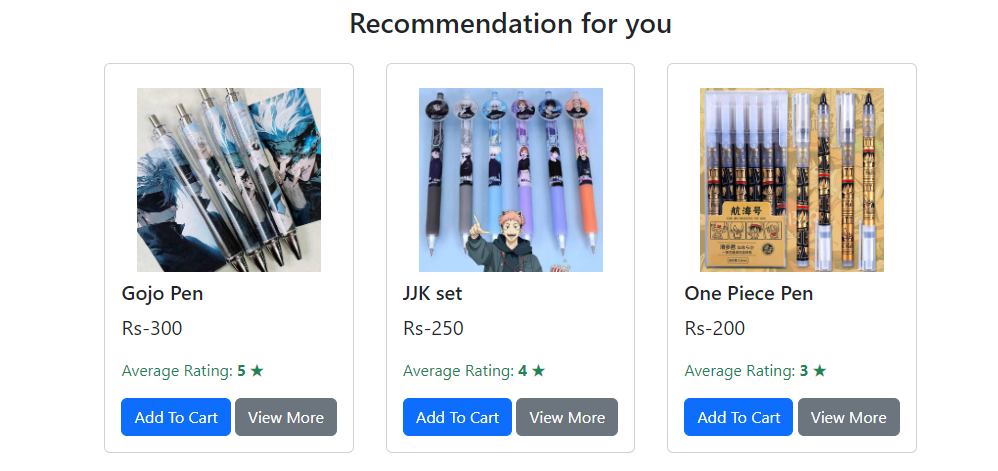 Recommendation for you
Gojo Pen
Rs-300
Average Rating: 5 ★
Add To Cart
View More
JJK set
Rs-250
Average Rating: 4 ★
Add To Cart
View More
航海号
One Piece Pen
Rs-200
Average Rating: 3 ★
Add To Cart
View More